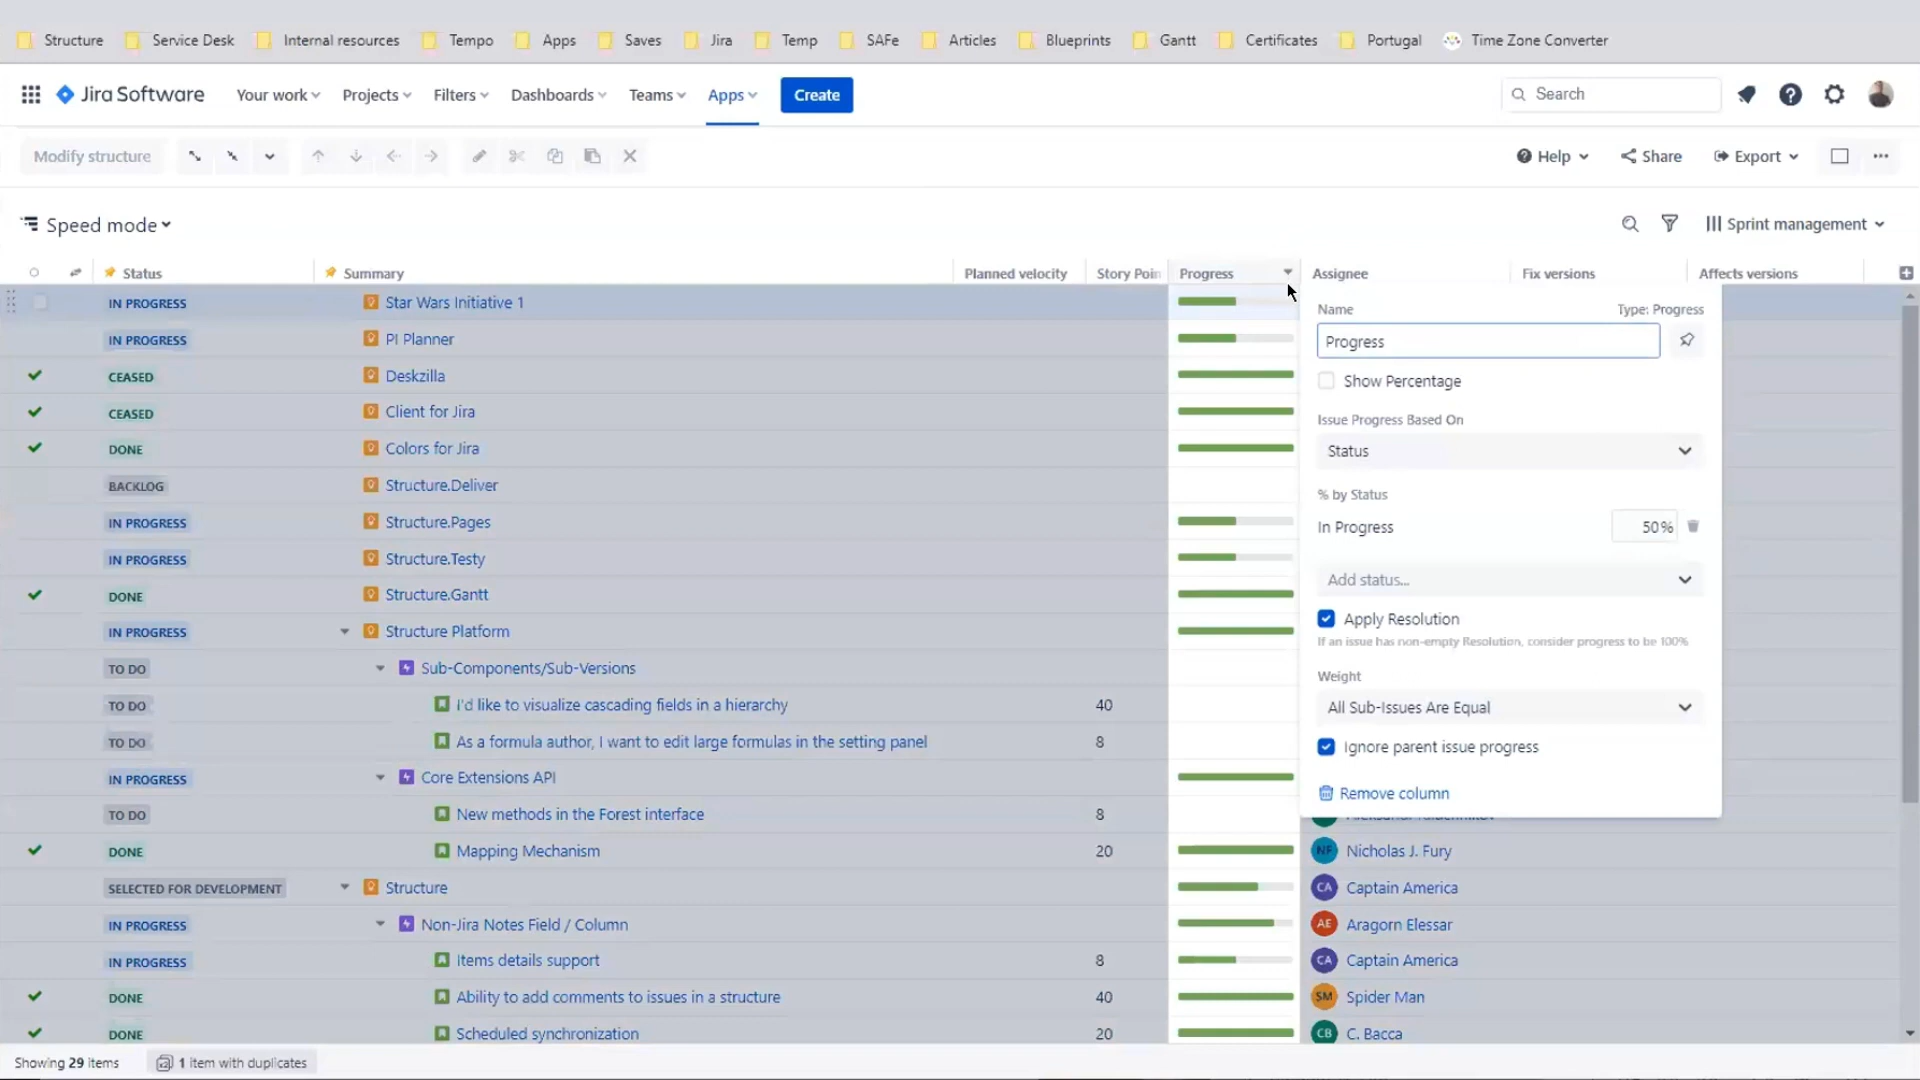 Structure Service Desk Internal resources Tempo Apps Saves Jira Temp SAFe Articles Blueprints Gantt Certificates Portugal Time Zone Converter
Jira Software Your work Projects Filters Dashboards Teams Apps Create Search
Modify structure Help Share Export
Speed mode Sprint management
Status Summary Planned velocity Story Poin Progress Assignee Fix versions Affects versions
IN PROGRESS Star Wars Initiative 1
IN PROGRESS PI Planner
CEASED Deskzilla
CEASED Client for Jira
DONE Colors for Jira
BACKLOG Structure.Deliver
IN PROGRESS Structure.Pages
IN PROGRESS Structure.Testy
DONE Structure.Gantt
IN PROGRESS Structure Platform
TO DO Sub-Components/Sub-Versions
TO DO I'd like to visualize cascading fields in a hierarchy 40
TO DO As a formula author, I want to edit large formulas in the setting panel 8
IN PROGRESS Core Extensions API
TO DO New methods in the Forest interface 8
DONE Mapping Mechanism 20 NF Nicholas J. Fury
SELECTED FOR DEVELOPMENT Structure CA Captain America
IN PROGRESS Non-Jira Notes Field / Column AE Aragorn Elessar
IN PROGRESS Items details support 8 CA Captain America
DONE Ability to add comments to issues in a structure 40 SM Spider Man
DONE Scheduled synchronization 20 CB C. Bacca
Name Type: Progress
Progress
Show Percentage
Issue Progress Based On
Status
% by Status
In Progress 50%
Add status...
Apply Resolution
If an issue has non-empty Resolution, consider progress to be 100%
Weight
All Sub-Issues Are Equal
Ignore parent issue progress
Remove column
Showing 29 items 1 item with duplicates